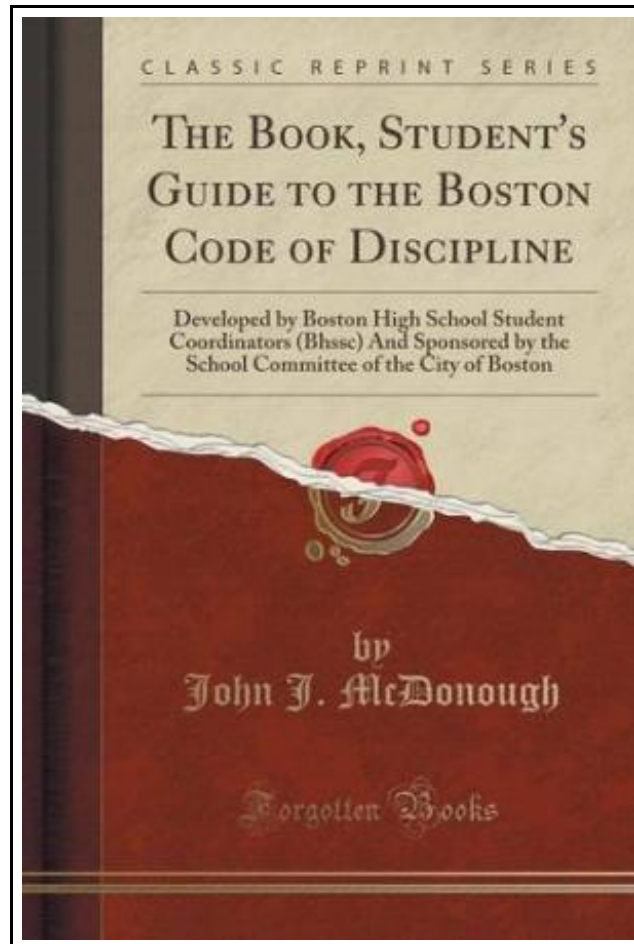 CLASSIC REPRINT SERIES
THE BOOK, STUDENT'S
GUIDE TO THE BOSTON
CODE OF DISCIPLINE
Developed by Boston High School Student
Coordinators (Bhssc) And Sponsored by the
School Committee of the City of Boston
F
by
John J. McDonough
Forgotten Books